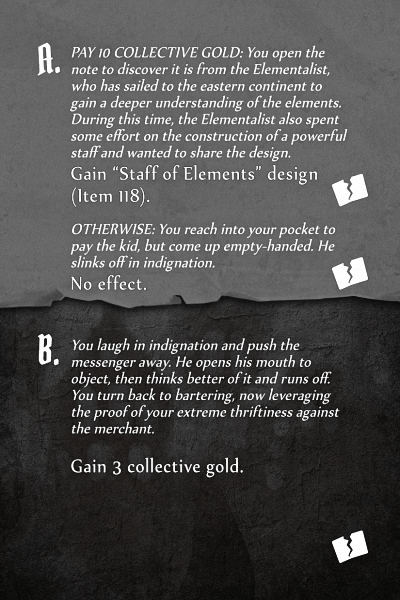 A. PAY 10 COLLECTIVE GOLD: You open the
note to discover it is from the Elementalist,
who has sailed to the eastern continent to
gain a deeper understanding of the elements.
During this time, the Elementalist also spent
some effort on the construction of a powerful
staff and wanted to share the design.
Gain “Staff of Elements” design
(Item 118).
OTHERWISE: You reach into your pocket to
pay the kid, but come up empty-handed. He
slinks off in indignation.
No effect.
B. You laugh in indignation and push the
messenger away. He opens his mouth to
object, then thinks better of it and runs off.
You turn back to bartering, now leveraging
the proof of your extreme thriftiness against
the merchant.
Gain 3 collective gold.